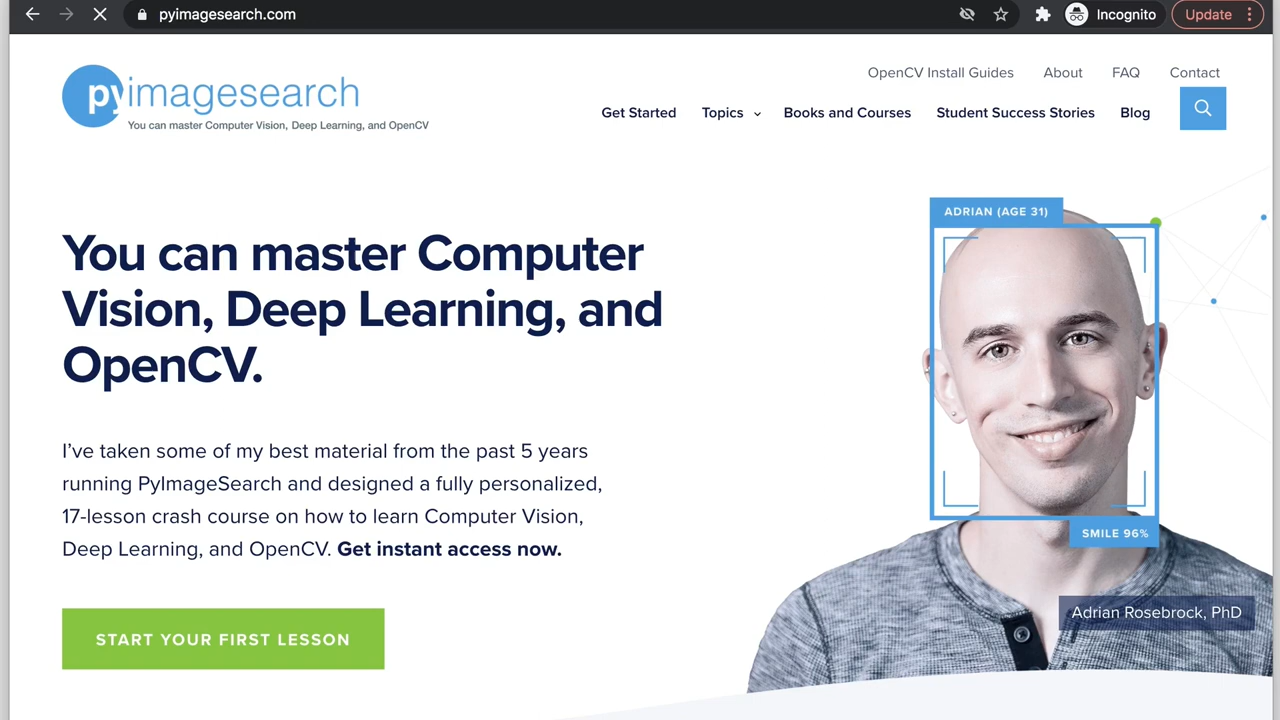 pyimagesearch.com
Incognito
Update
pyimagesearch
You can master Computer Vision, Deep Learning, and OpenCV
OpenCV Install Guides About FAQ Contact
Get Started Topics Books and Courses Student Success Stories Blog
ADRIAN (AGE 31)
You can master Computer
Vision, Deep Learning, and
OpenCV.
I’ve taken some of my best material from the past 5 years
running PyImageSearch and designed a fully personalized,
17-lesson crash course on how to learn Computer Vision,
Deep Learning, and OpenCV. Get instant access now.
SMILE 96%
Adrian Rosebrock, PhD
START YOUR FIRST LESSON